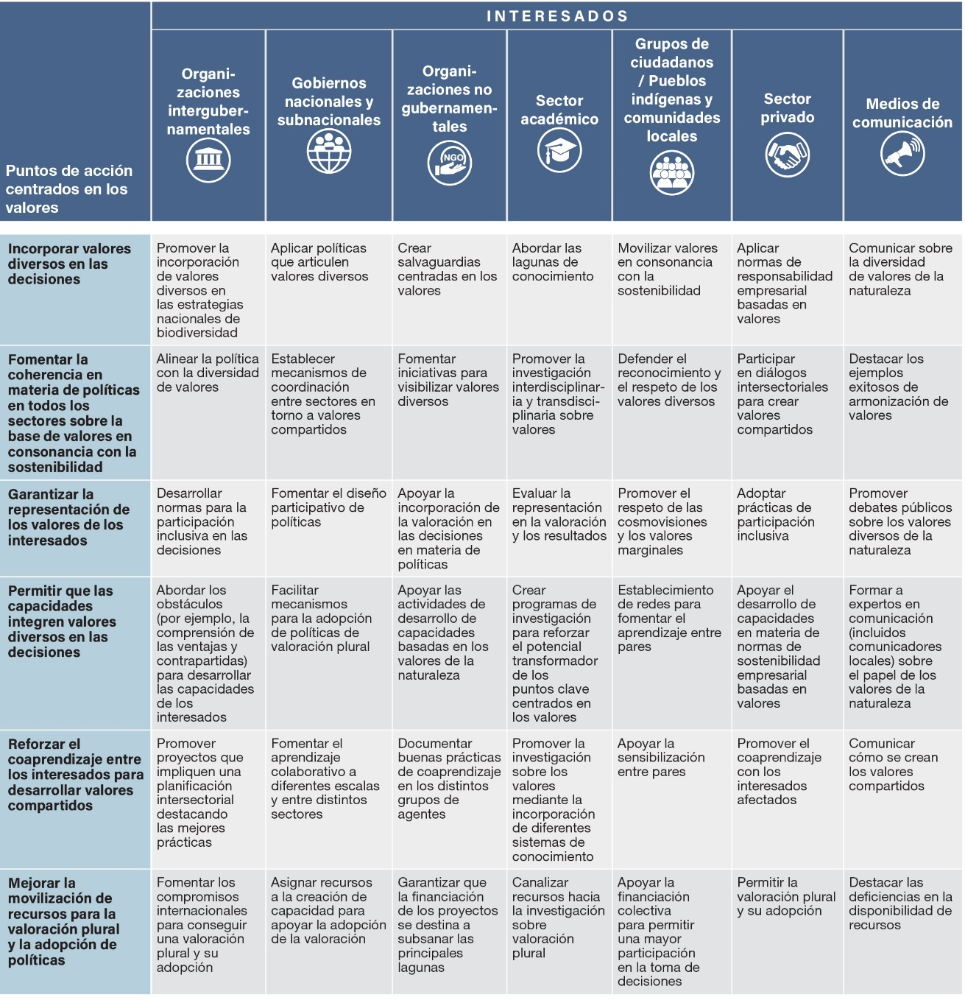 INTERESADOS
Puntos de acción
centrados en los
valores
Organi-
zaciones
interguber-
namentales
Gobiernos
nacionales y
subnacionales
Organi-
zaciones no
gubernamen-
tales
NGO
Sector
académico
Grupos de
ciudadanos
/ Pueblos
indígenas y
comunidades
locales
Sector
privado
Medios de
comunicación
Incorporar valores
diversos en las
decisiones
Promover la
incorporación
de valores
diversos en
las estrategias
nacionales de
biodiversidad
Aplicar políticas
que articulen
valores diversos
Crear
salvaguardias
centradas en los
valores
Abordar las
lagunas de
conocimiento
Movilizar valores
en consonancia
con la
sostenibilidad
Aplicar
normas de
responsabilidad
empresarial
basadas en
valores
Comunicar sobre
la diversidad
de valores de la
naturaleza
Fomentar la
coherencia en
materia de políticas
en todos los
sectores sobre la
base de valores en
consonancia con la
sostenibilidad
Alinear la política
con la diversidad
de valores
Establecer
mecanismos de
coordinación
entre sectores en
torno a valores
compartidos
Fomentar
iniciativas para
visibilizar valores
diversos
Promover la
investigación
interdisciplinar-
ia y transdisci-
plinaria sobre
valores
Defender el
reconocimiento y
el respeto de los
valores diversos
Participar
en diálogos
intersectoriales
para crear
valores
compartidos
Destacar los
ejemplos
exitosos de
armonización de
valores
Garantizar la
representación de
los valores de los
interesados
Desarrollar
normas para la
participación
inclusiva en las
decisiones
Fomentar el diseño
participativo de
políticas
Apoyar la
incorporación de
la valoración en
las decisiones
en materia de
políticas
Evaluar la
representación
en la valoración
y los resultados
Promover el
respeto de las
cosmovisiones
y los valores
marginales
Adoptar
prácticas de
participación
inclusiva
Promover
debates públicos
sobre los valores
diversos de la
naturaleza
Permitir que las
capacidades
integren valores
diversos en las
decisiones
Abordar los
obstáculos
(por ejemplo, la
comprensión de
las ventajas y
contrapartidas)
para desarrollar
las capacidades
de los
interesados
Facilitar
mecanismos
para la adopción
de políticas de
valoración plural
Apoyar las
actividades de
desarrollo de
capacidades
basadas en los
valores de la
naturaleza
Crear
programas de
investigación
para reforzar
el potencial
transformador
de los
puntos clave
centrados en
los valores
Establecimiento
de redes para
fomentar el
aprendizaje entre
pares
Apoyar el
desarrollo de
capacidades
en materia de
normas de
sostenibilidad
empresarial
basadas en
valores
Formar a
expertos en
comunicación
(incluidos
comunicadores
locales) sobre
el papel de los
valores de la
naturaleza
Reforzar el
coaprendizaje entre
los interesados para
desarrollar valores
compartidos
Promover
proyectos que
impliquen una
planificación
intersectorial
destacando
las mejores
prácticas
Fomentar el
aprendizaje
colaborativo a
diferentes escalas
y entre distintos
sectores
Documentar
buenas prácticas
de coaprendizaje
en los distintos
grupos de
agentes
Promover la
investigación
sobre los
valores
mediante la
incorporación
de diferentes
sistemas de
conocimiento
Apoyar la
sensibilización
entre pares
Promover el
coaprendizaje
con los
interesados
afectados
Comunicar
cómo se crean
los valores
compartidos
Mejorar la
movilización de
recursos para la
valoración plural
y la adopción de
políticas
Fomentar los
compromisos
internacionales
para conseguir
una valoración
plural y su
adopción
Asignar recursos
a la creación de
capacidad para
apoyar la adopción
de la valoración
Garantizar que
la financiación
de los proyectos
se destina a
subsanar las
principales
lagunas
Canalizar
recursos hacia
la investigación
sobre
valoración
plural
Apoyar la
financiación
colectiva
para permitir
una mayor
participación
en la toma de
decisiones
Permitir la
valoración plural
y su adopción
Destacar las
deficiencias en la
disponibilidad de
recursos